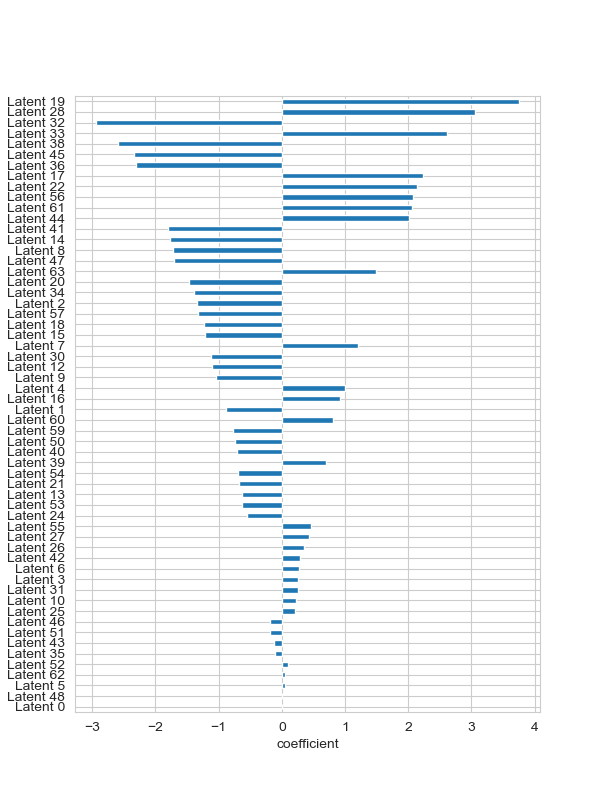 Latent 19
Latent 28
Latent 32
Latent 33
Latent 38
Latent 45
Latent 36
Latent 17
Latent 22
Latent 56
Latent 61
Latent 44
Latent 41
Latent 14
Latent 8
Latent 47
Latent 63
Latent 20
Latent 34
Latent 2
Latent 57
Latent 18
Latent 15
Latent 7
Latent 30
Latent 12
Latent 9
Latent 4
Latent 16
Latent 1
Latent 60
Latent 59
Latent 50
Latent 40
Latent 39
Latent 54
Latent 21
Latent 13
Latent 53
Latent 24
Latent 55
Latent 27
Latent 26
Latent 42
Latent 6
Latent 3
Latent 31
Latent 10
Latent 25
Latent 46
Latent 51
Latent 43
Latent 35
Latent 52
Latent 62
Latent 5
Latent 48
Latent 0
−3 −2 −1 0 1 2 3 4
coefficient